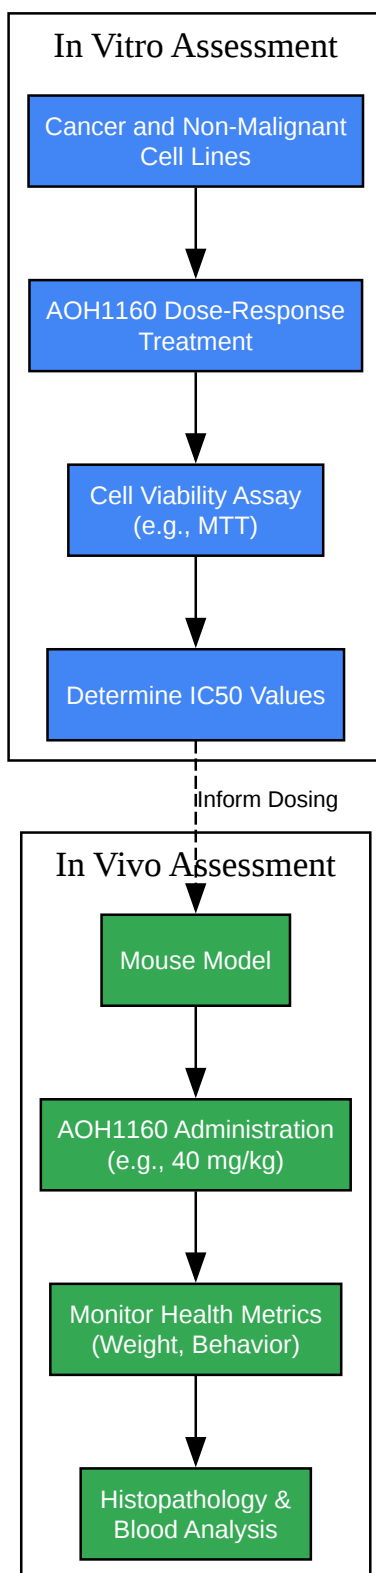 In Vitro Assessment
Cancer and Non-Malignant
Cell Lines
AOH1160 Dose-Response
Treatment
Cell Viability Assay
(e.g., MTT)
Determine IC50 Values
Inform Dosing
In Vivo Assessment
Mouse Model
AOH1160 Administration
(e.g., 40 mg/kg)
Monitor Health Metrics
(Weight, Behavior)
Histopathology &
Blood Analysis